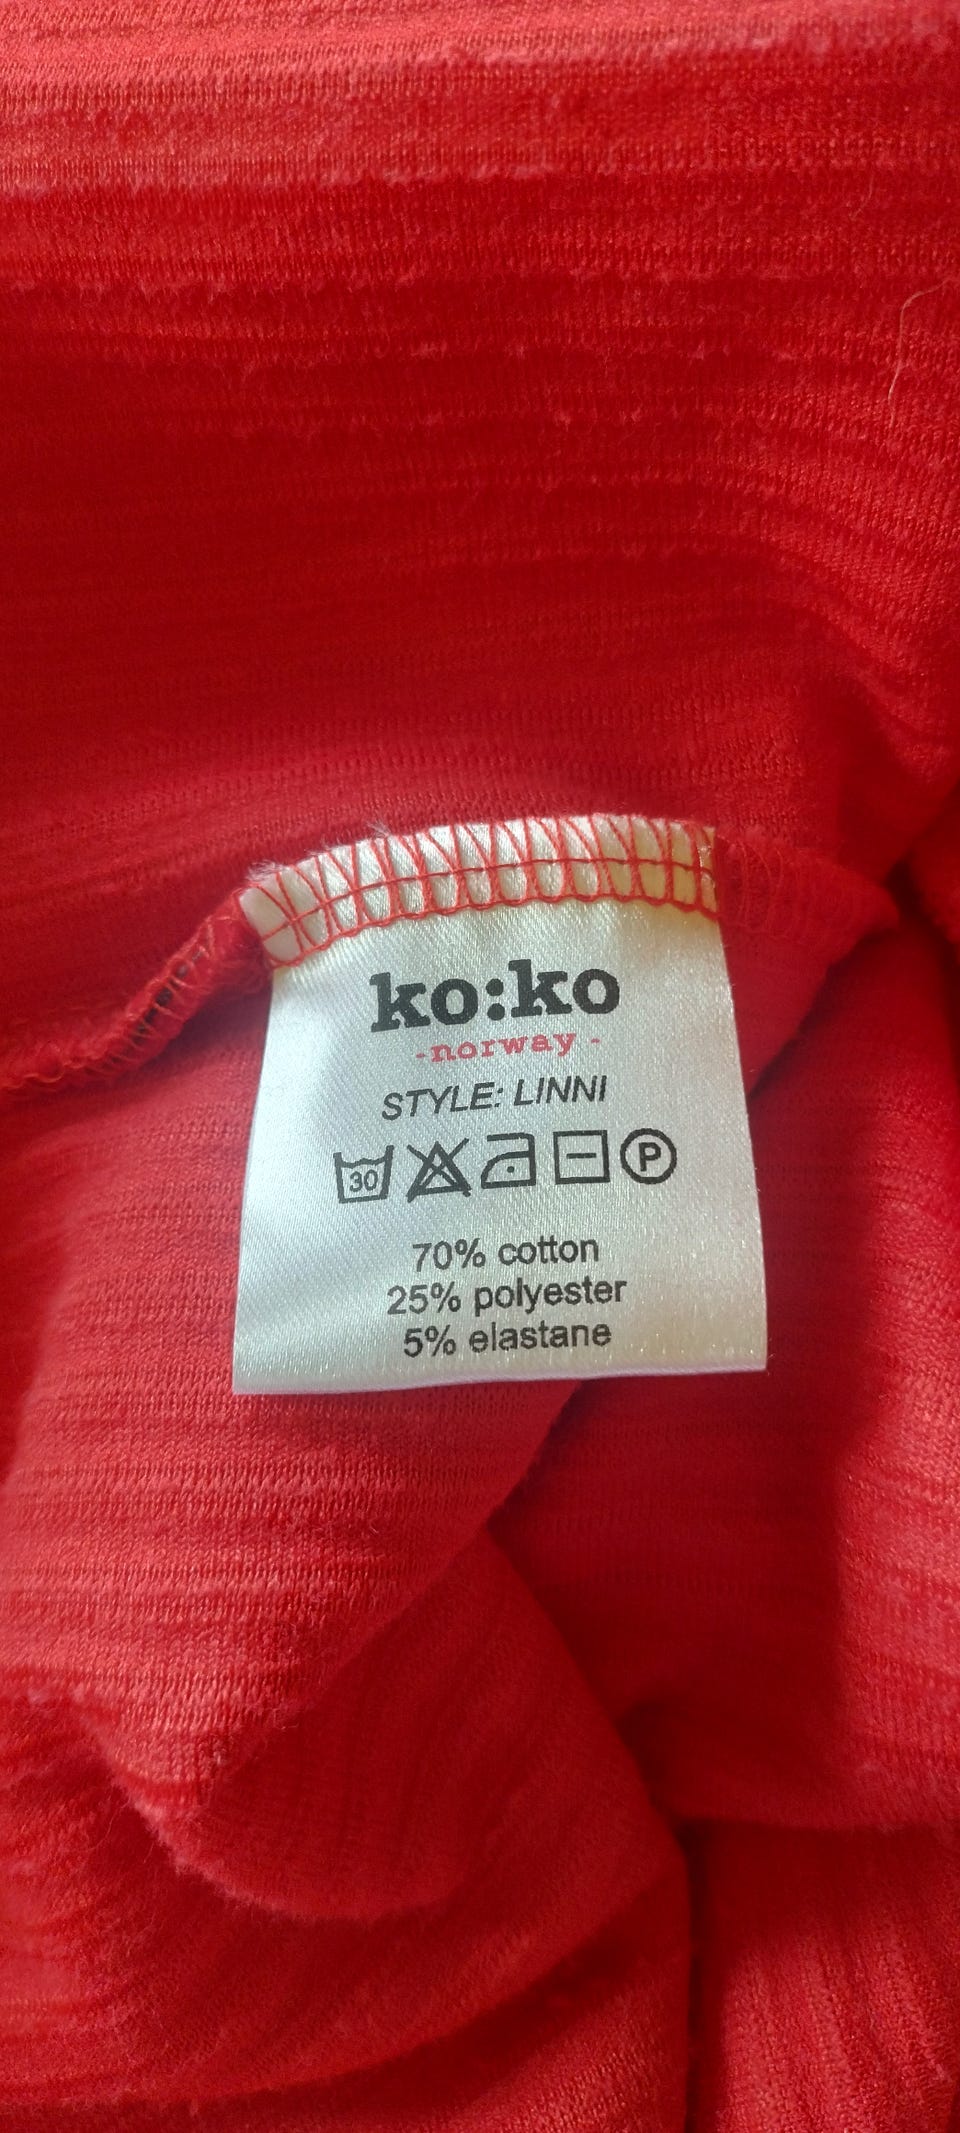 ko:ko
-norway-
STYLE: LINNI
30 P
70% cotton
25% polyester
5% elastane